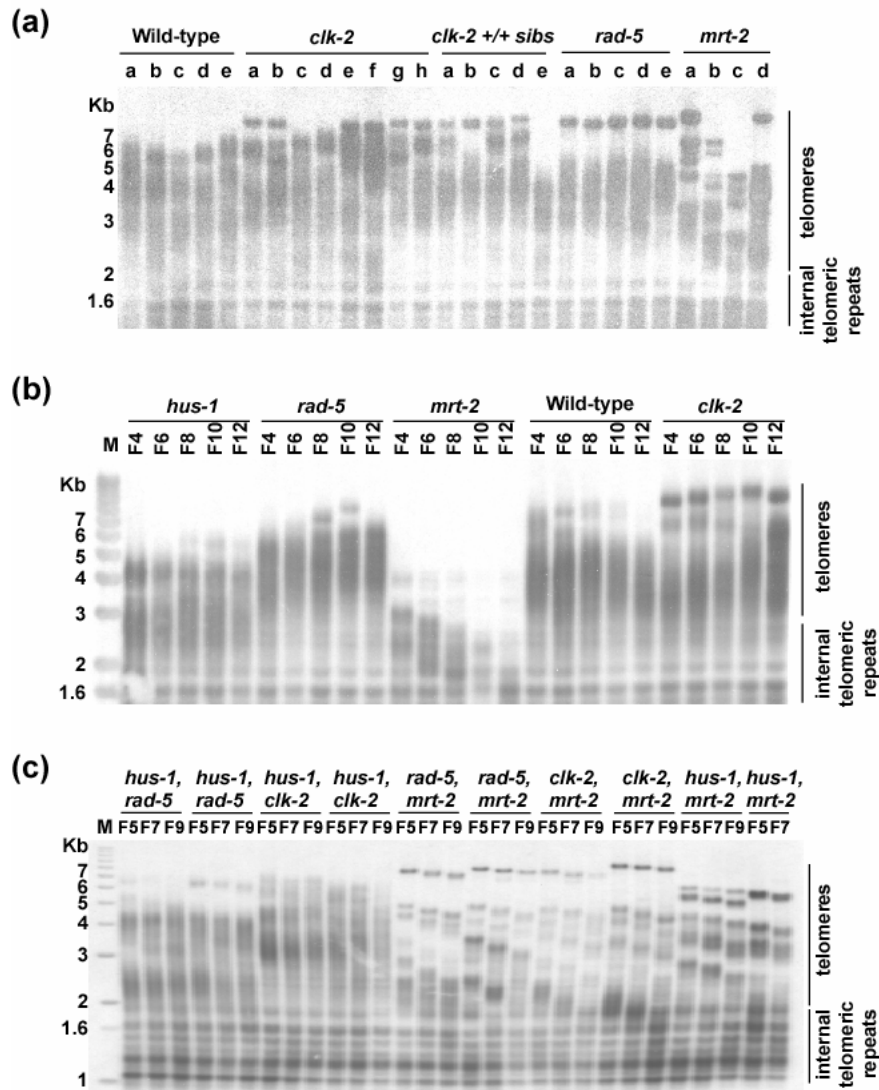 (a)
Wild-type clk-2 clk-2 +/+ sibs rad-5 mrt-2
a b c d e a b c d e f g h a b c d e a b c d e a b c d
Kb
7
6
5
4
3
2
1.6
telomeres
internal telomeric repeats
(b)
hus-1 rad-5 mrt-2 Wild-type clk-2
M F4 F6 F8 F10 F12 F4 F6 F8 F10 F12 F4 F6 F8 F10 F12 F4 F6 F8 F10 F12 F4 F6 F8 F10 F12
Kb
7
6
5
4
3
2
1.6
telomeres
internal telomeric repeats
(c)
hus-1, hus-1, hus-1, hus-1, rad-5, rad-5, clk-2, clk-2, hus-1, hus-1,
rad-5 rad-5 clk-2 clk-2 mrt-2 mrt-2 mrt-2 mrt-2 mrt-2 mrt-2
M F5 F7 F9 F5 F7 F9 F5 F7 F9 F5 F7 F9 F5 F7 F9 F5 F7 F9 F5 F7 F9 F5 F7 F9 F5 F7 F9 F5 F7
Kb
7
6
5
4
3
2
1.6
1
telomeres
internal telomeric repeats